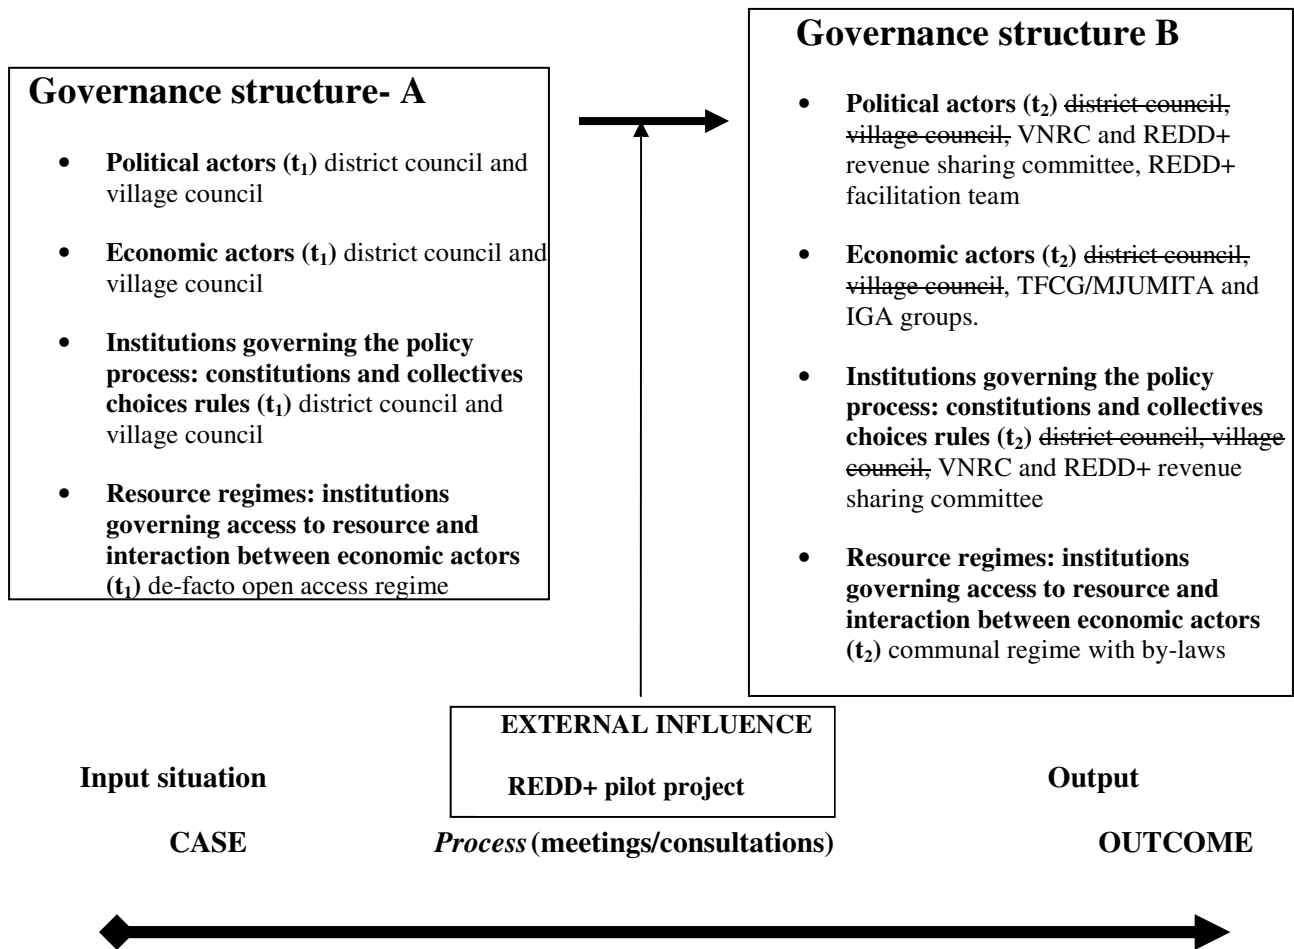 Governance structure- A
• Political actors (t1) district council and
village council
• Economic actors (t1) district council and
village council
• Institutions governing the policy
process: constitutions and collectives
choices rules (t1) district council and
village council
• Resource regimes: institutions
governing access to resource and
interaction between economic actors
(t1) de-facto open access regime
Governance structure B
• Political actors (t2) district council,
village council, VNRC and REDD+
revenue sharing committee, REDD+
facilitation team
• Economic actors (t2) district council,
village council, TFCG/MJUMITA and
IGA groups.
• Institutions governing the policy
process: constitutions and collectives
choices rules (t2) district council, village
council, VNRC and REDD+ revenue
sharing committee
• Resource regimes: institutions
governing access to resource and
interaction between economic actors
(t2) communal regime with by-laws
EXTERNAL INFLUENCE
REDD+ pilot project
Input situation
Output
CASE
Process (meetings/consultations)
OUTCOME